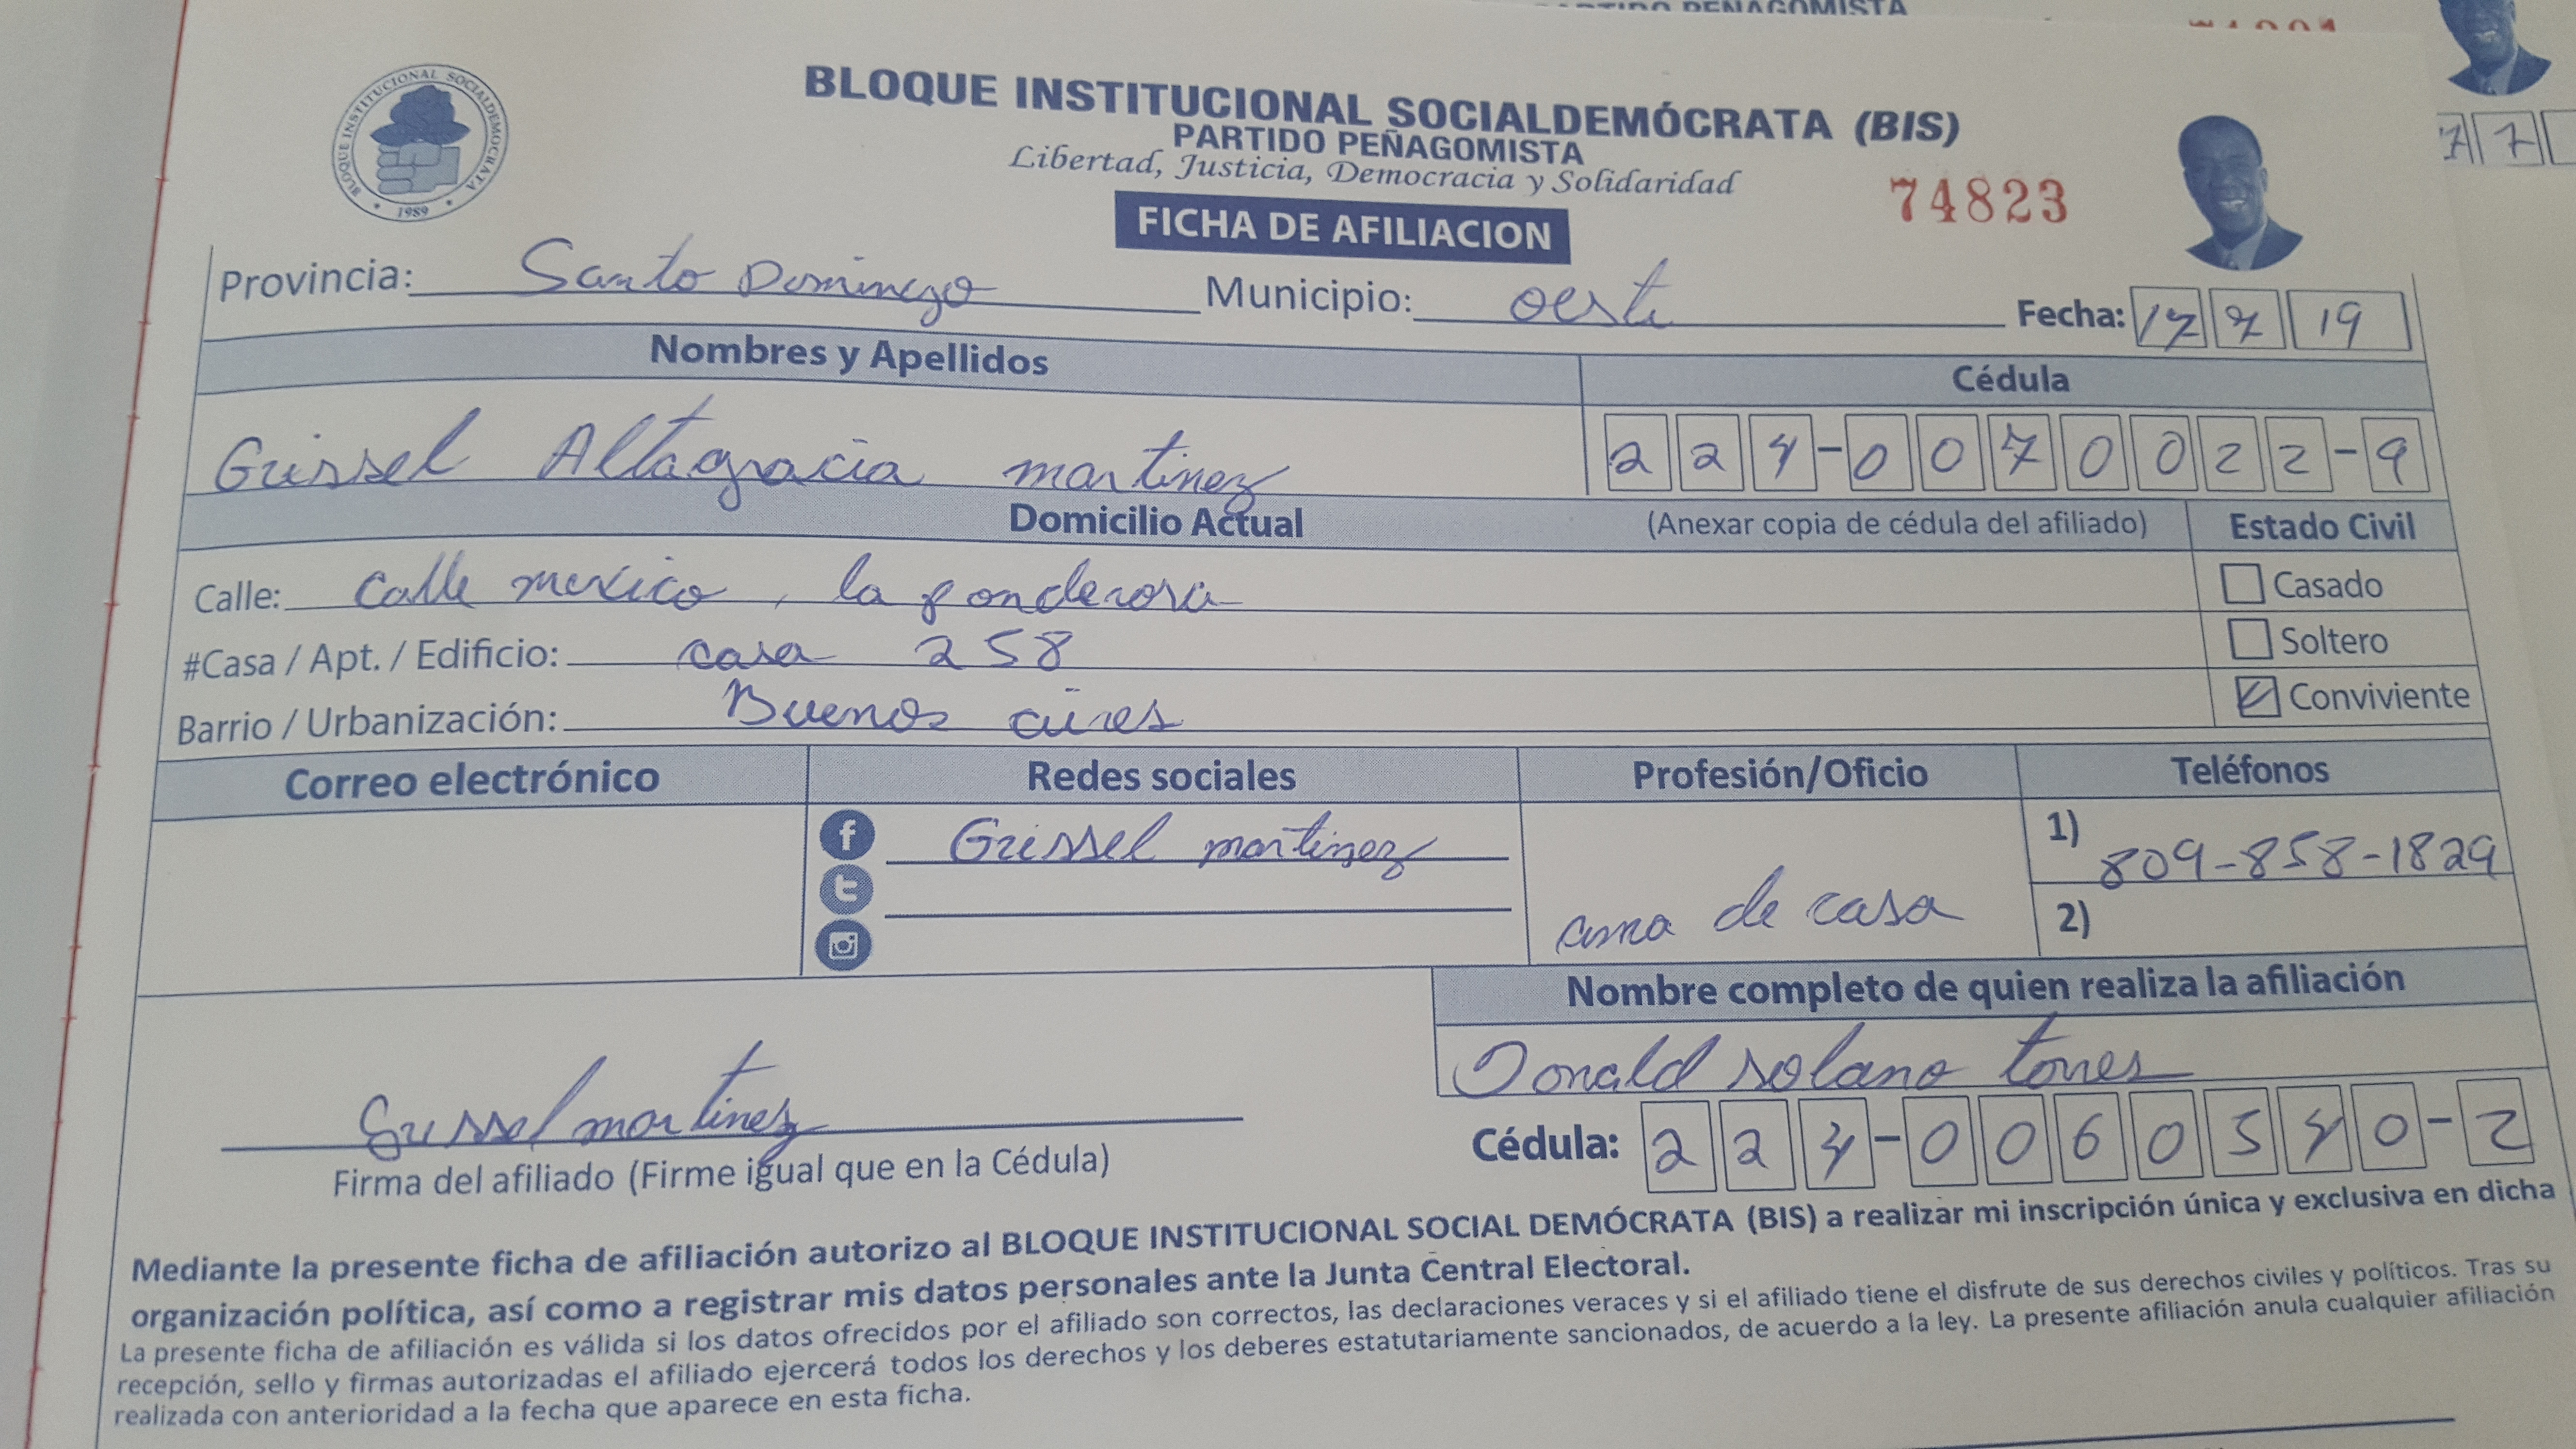 PARTIDO PEÑAGOMISTA
BLOQUE INSTITUCIONAL SOCIALDEMÓCRATA
1989
BLOQUE INSTITUCIONAL SOCIALDEMÓCRATA (BIS)
PARTIDO PEÑAGOMISTA
Libertad, Justicia, Democracia y Solidaridad
74823
FICHA DE AFILIACION
Provincia: Santo Domingo Municipio: oeste Fecha: 17 7 19
Nombres y Apellidos Cédula
Grissel Altagracia martinez 224-0070022-9
Domicilio Actual (Anexar copia de cédula del afiliado) Estado Civil
Calle: Calle mexico, la ponderosa Casado
#Casa / Apt. / Edificio: casa 258 Soltero
Barrio / Urbanización: Buenos aires Conviviente
Correo electrónico Redes sociales Profesión/Oficio Teléfonos
f Grissel martinez ama de casa 1) 809-858-1829
2)
Nombre completo de quien realiza la afiliación
Donald solano torres
Grissel martinez Cédula: 224-0060540-2
Firma del afiliado (Firme igual que en la Cédula)
Mediante la presente ficha de afiliación autorizo al BLOQUE INSTITUCIONAL SOCIAL DEMÓCRATA (BIS) a realizar mi inscripción única y exclusiva en dicha
organización política, así como a registrar mis datos personales ante la Junta Central Electoral.
La presente ficha de afiliación es válida si los datos ofrecidos por el afiliado son correctos, las declaraciones veraces y si el afiliado tiene el disfrute de sus derechos civiles y políticos. Tras su
recepción, sello y firmas autorizadas el afiliado ejercerá todos los derechos y los deberes estatutariamente sancionados, de acuerdo a la ley. La presente afiliación anula cualquier afiliación
realizada con anterioridad a la fecha que aparece en esta ficha.